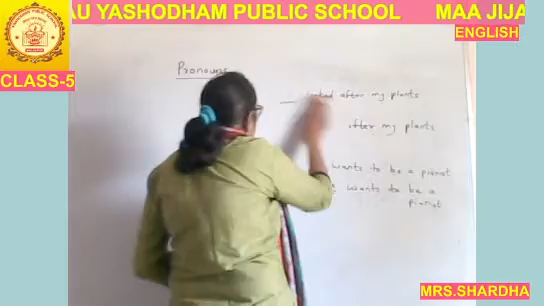 AU YASHODHAM PUBLIC SCHOOL MAA JIJA
ENGLISH
CLASS-5
Pronouns
after my plants
after my plants
wants to be a pianist
wants to be a
pianist
MRS.SHARDHA